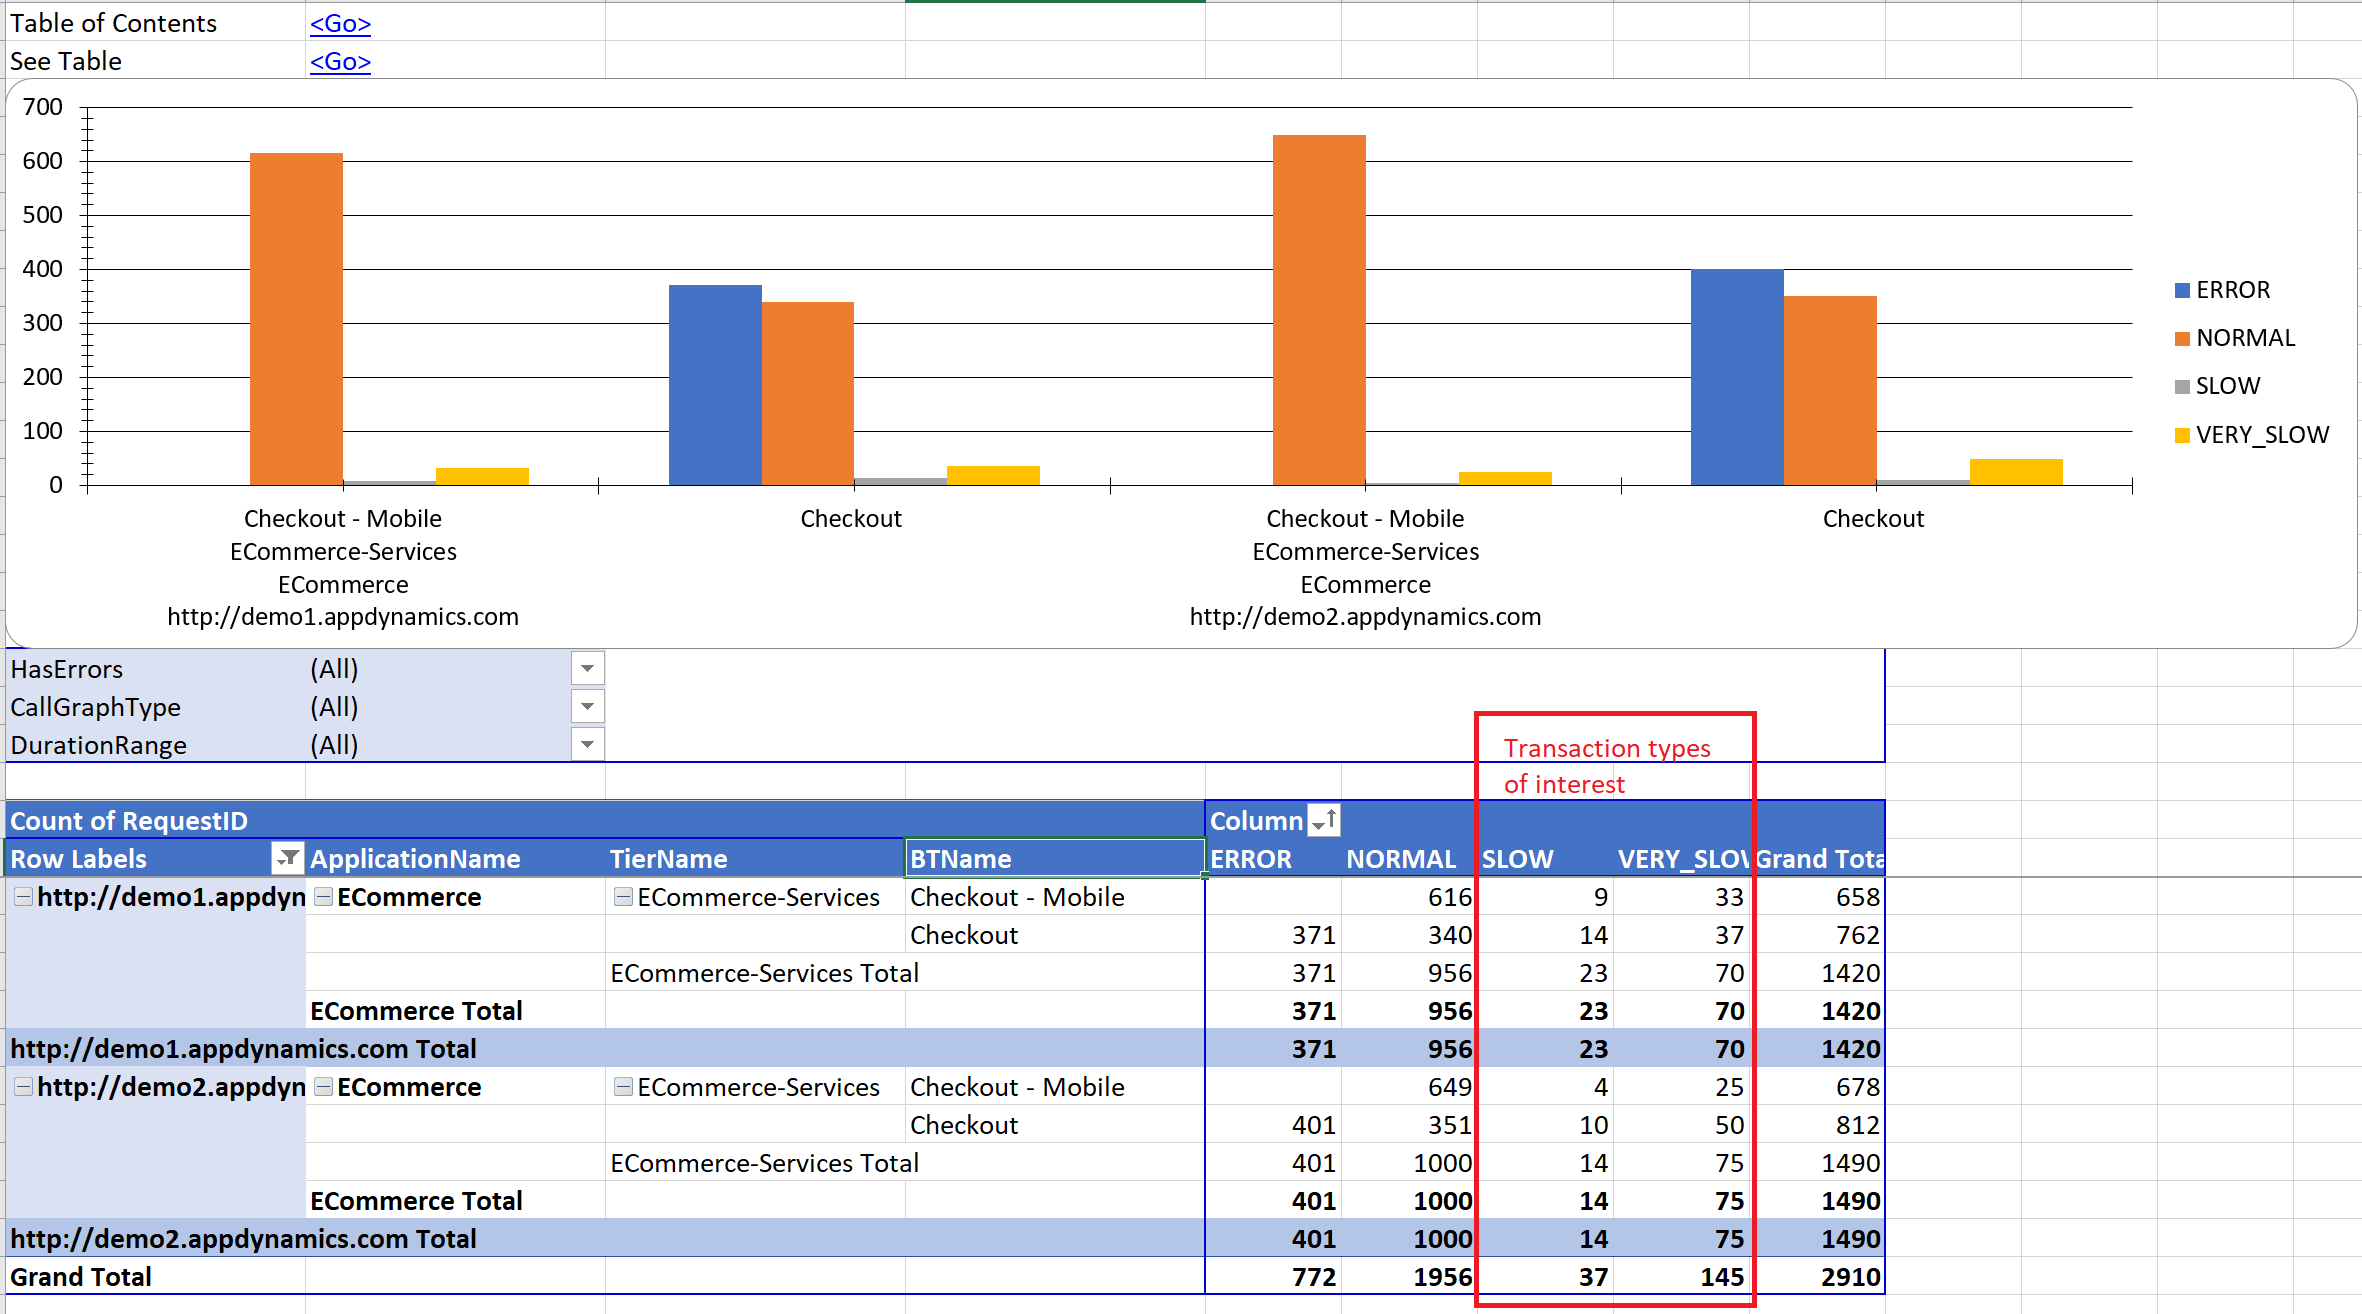 Table of Contents <Go>
See Table <Go>
700
600
500
400
300
200
100
0
ERROR
NORMAL
SLOW
VERY_SLOW
Checkout - Mobile Checkout Checkout - Mobile Checkout
ECommerce-Services ECommerce-Services
ECommerce ECommerce
http://demo1.appdynamics.com http://demo2.appdynamics.com
HasErrors (All)
CallGraphType (All)
DurationRange (All)
Transaction types
of interest
Count of RequestID Column
Row Labels ApplicationName TierName BTName ERROR NORMAL SLOW VERY_SLOW Grand Tota
http://demo1.appdyn ECommerce ECommerce-Services Checkout - Mobile 616 9 33 658
Checkout 371 340 14 37 762
ECommerce-Services Total 371 956 23 70 1420
ECommerce Total 371 956 23 70 1420
http://demo1.appdynamics.com Total 371 956 23 70 1420
http://demo2.appdyn ECommerce ECommerce-Services Checkout - Mobile 649 4 25 678
Checkout 401 351 10 50 812
ECommerce-Services Total 401 1000 14 75 1490
ECommerce Total 401 1000 14 75 1490
http://demo2.appdynamics.com Total 401 1000 14 75 1490
Grand Total 772 1956 37 145 2910